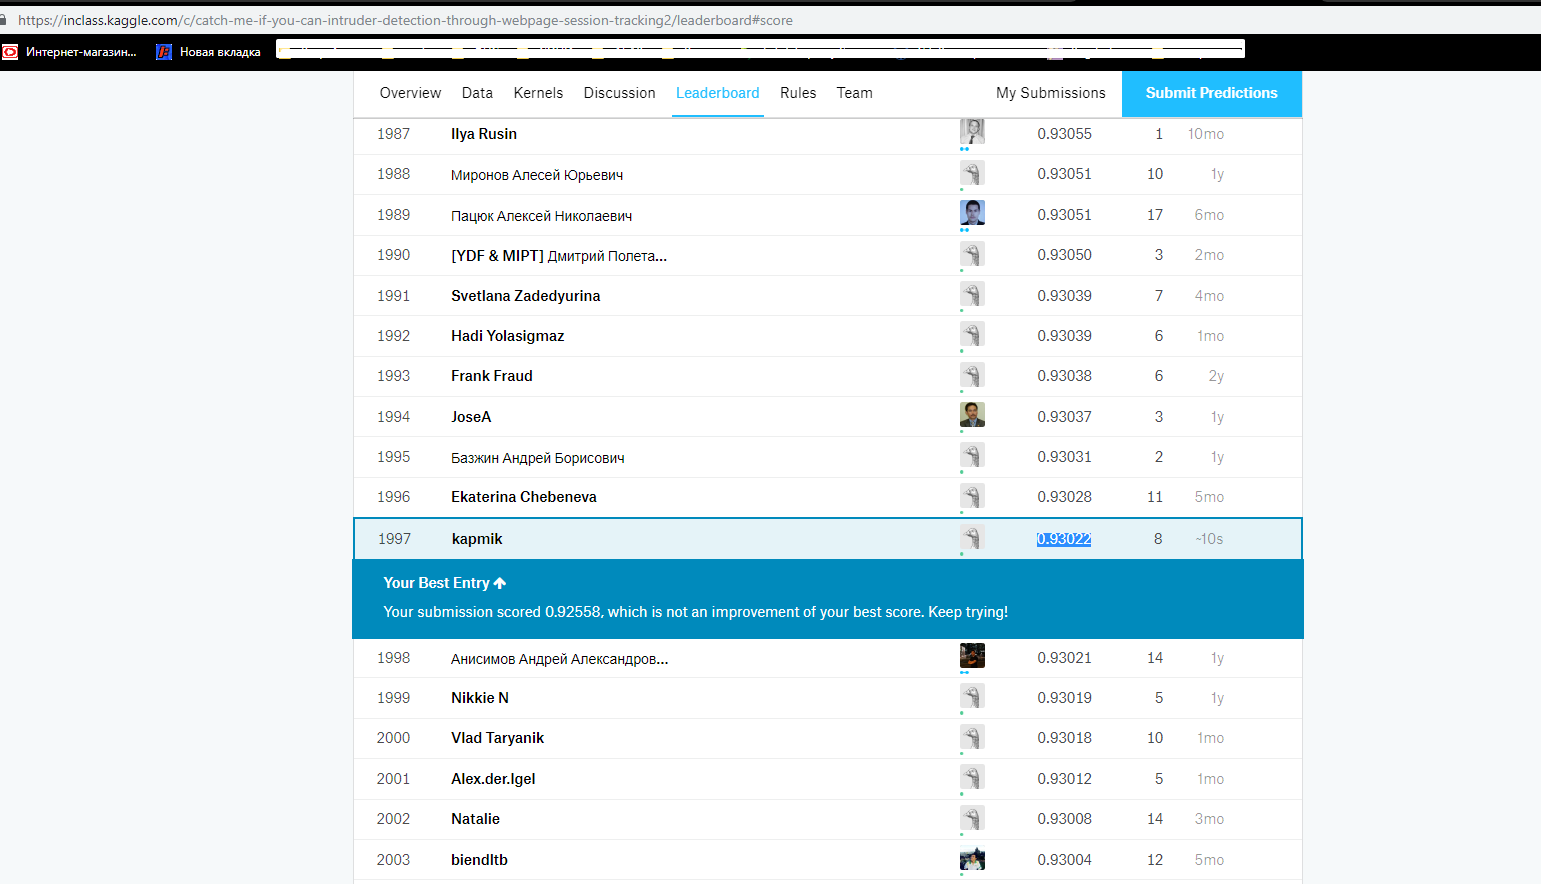 https://inclass.kaggle.com/c/catch-me-if-you-can-intruder-detection-through-webpage-session-tracking2/leaderboard#score
Интернет-магазин... Новая вкладка
Overview Data Kernels Discussion Leaderboard Rules Team My Submissions Submit Predictions
1987 Ilya Rusin 0.93055 1 10mo
1988 Миронов Алесей Юрьевич 0.93051 10 1y
1989 Пацюк Алексей Николаевич 0.93051 17 6mo
1990 [YDF & MIPT] Дмитрий Полета... 0.93050 3 2mo
1991 Svetlana Zadedyurina 0.93039 7 4mo
1992 Hadi Yolasigmaz 0.93039 6 1mo
1993 Frank Fraud 0.93038 6 2y
1994 JoseA 0.93037 3 1y
1995 Базжин Андрей Борисович 0.93031 2 1y
1996 Ekaterina Chebeneva 0.93028 11 5mo
1997 kapmik 0.93022 8 ~10s
Your Best Entry
Your submission scored 0.92558, which is not an improvement of your best score. Keep trying!
1998 Анисимов Андрей Александров... 0.93021 14 1y
1999 Nikkie N 0.93019 5 1y
2000 Vlad Taryanik 0.93018 10 1mo
2001 Alex.der.Igel 0.93012 5 1mo
2002 Natalie 0.93008 14 3mo
2003 biendltb 0.93004 12 5mo